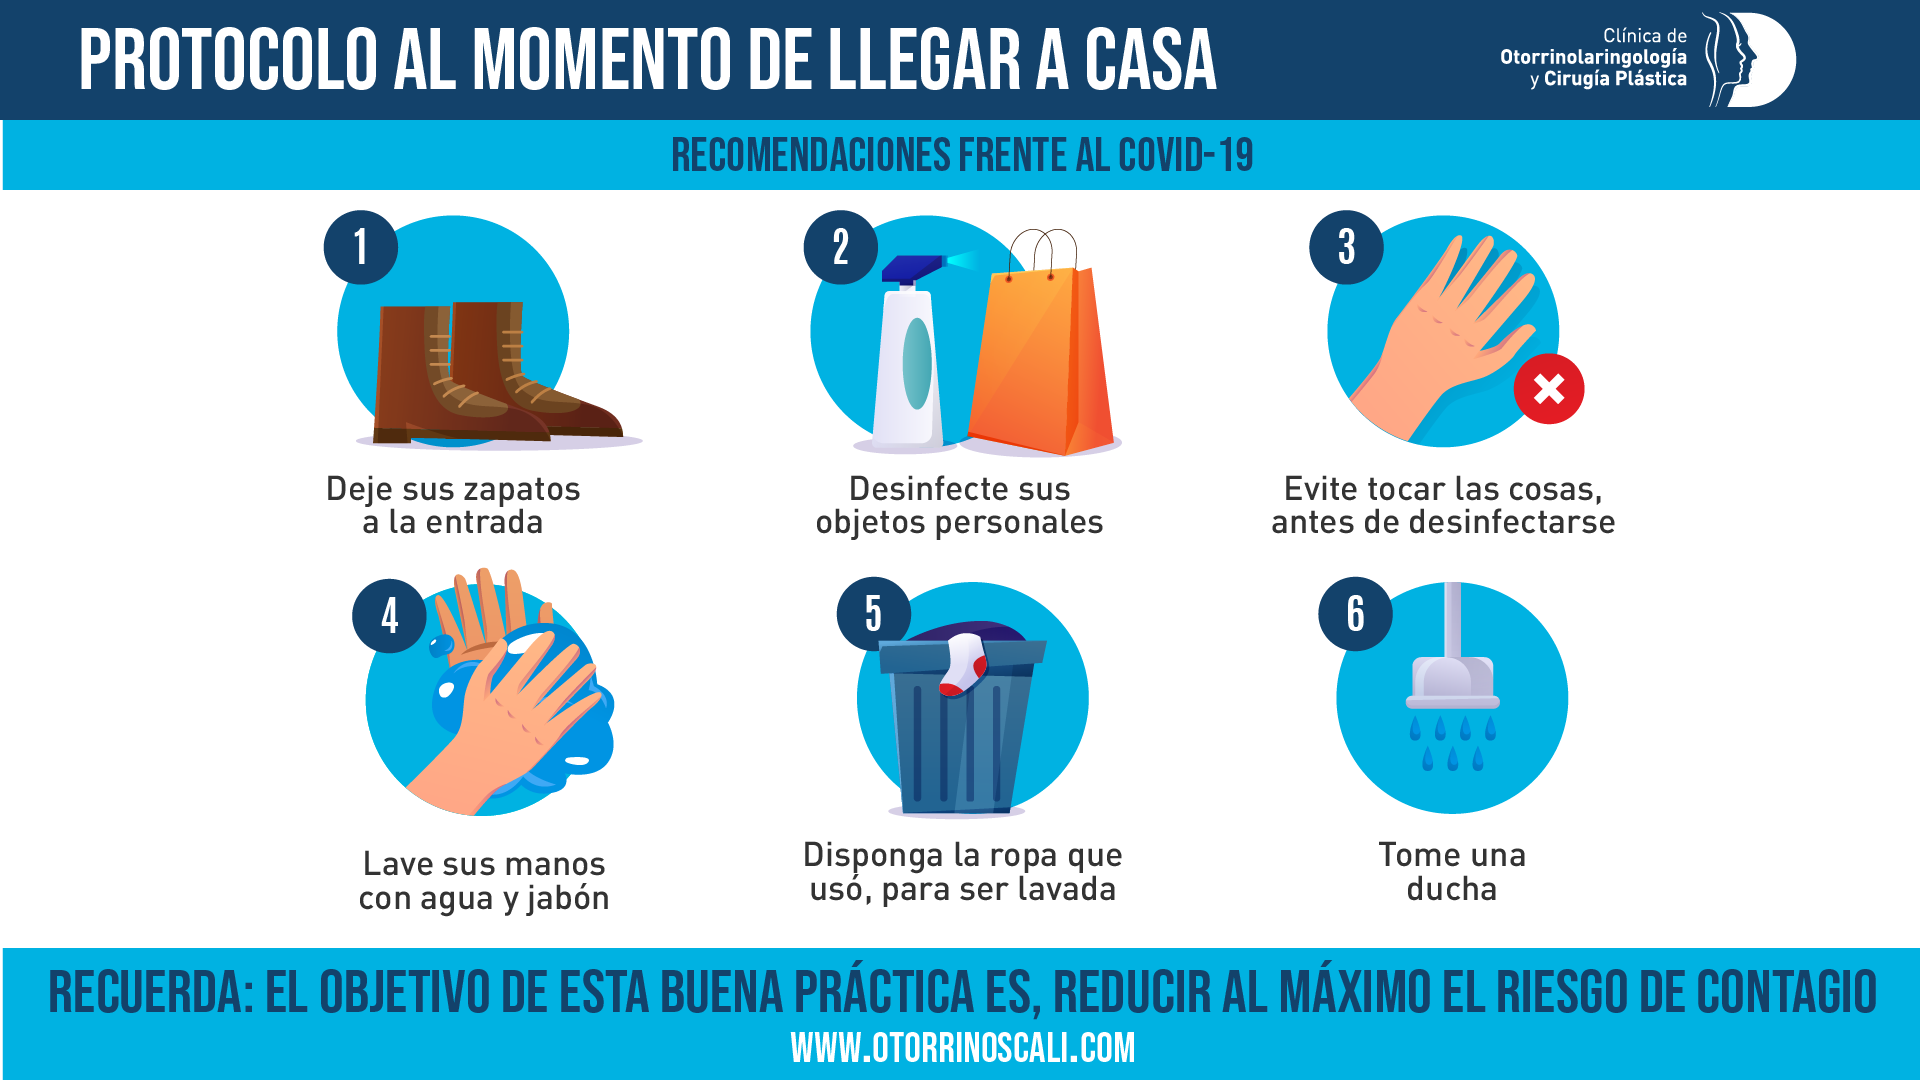 PROTOCOLO AL MOMENTO DE LLEGAR A CASA
Clínica de
Otorrinolaringología
y Cirugía Plástica
RECOMENDACIONES FRENTE AL COVID-19
1
Deje sus zapatos
a la entrada
2
Desinfecte sus
objetos personales
3
Evite tocar las cosas,
antes de desinfectarse
4
Lave sus manos
con agua y jabón
5
Disponga la ropa que
usó, para ser lavada
6
Tome una
ducha
RECUERDA: EL OBJETIVO DE ESTA BUENA PRÁCTICA ES, REDUCIR AL MÁXIMO EL RIESGO DE CONTAGIO
WWW.OTORRINOSCALI.COM